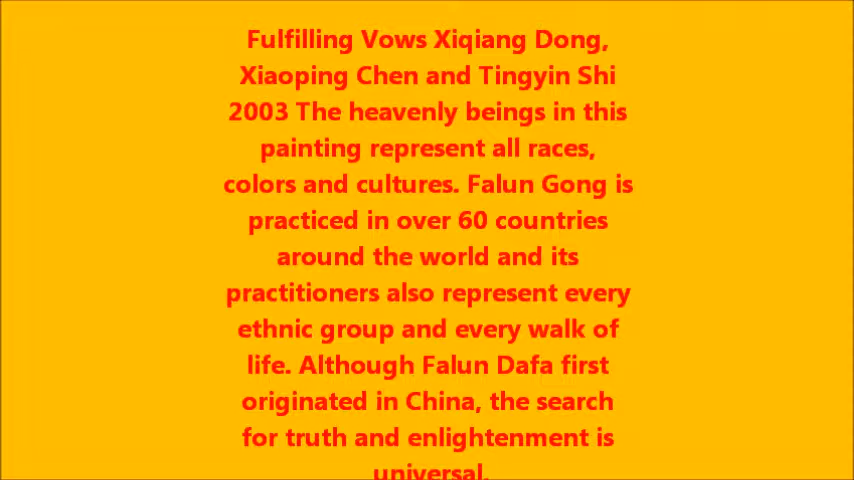 Fulfilling Vows Xiqiang Dong,
Xiaoping Chen and Tingyin Shi
2003 The heavenly beings in this
painting represent all races,
colors and cultures. Falun Gong is
practiced in over 60 countries
around the world and its
practitioners also represent every
ethnic group and every walk of
life. Although Falun Dafa first
originated in China, the search
for truth and enlightenment is
universal.